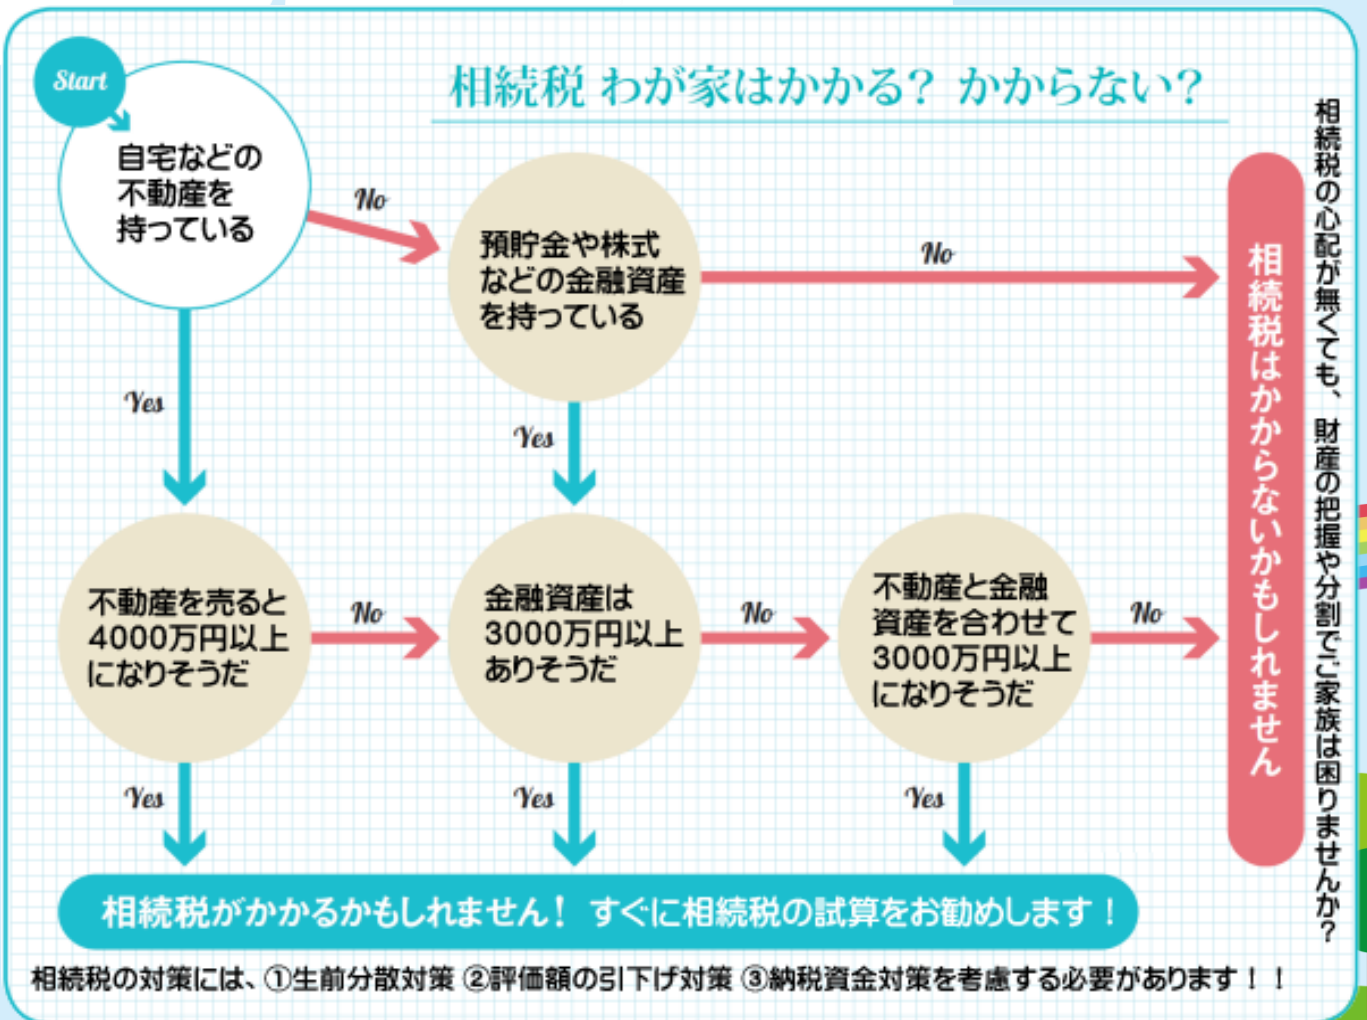 Start
相続税 わが家はかかる? かからない?
自宅などの
不動産を
持っている
No
預貯金や株式
などの金融資産
を持っている
No
Yes
Yes
不動産を売ると
4000万円以上
になりそうだ
No
金融資産は
3000万円以上
ありそうだ
No
不動産と金融
資産を合わせて
3000万円以上
になりそうだ
No
Yes
Yes
Yes
相続税はかからないかもしれません
相続税の心配が無くても、財産の把握や分割でご家族は困りませんか?
相続税がかかるかもしれません! すぐに相続税の試算をお勧めします!
相続税の対策には、①生前分散対策 ②評価額の引下げ対策 ③納税資金対策を考慮する必要があります!!